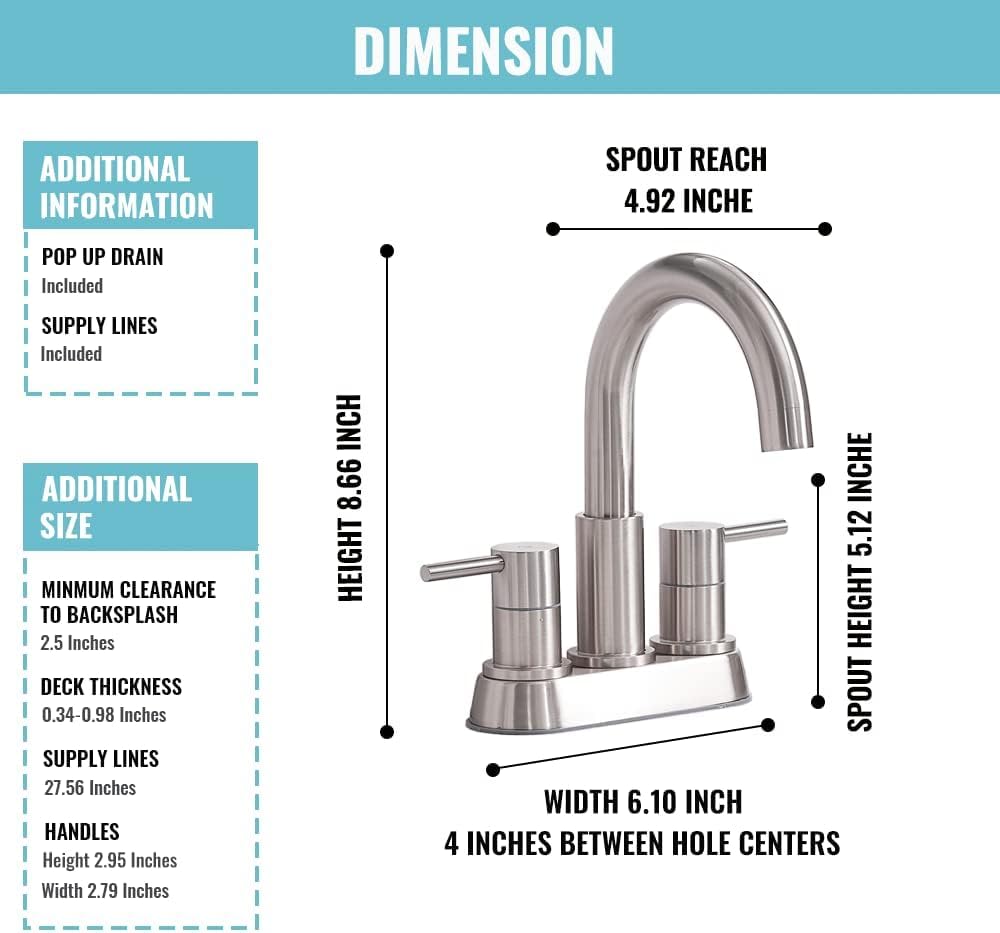 DIMENSION
ADDITIONAL
INFORMATION
POP UP DRAIN
Included
SUPPLY LINES
Included
ADDITIONAL
SIZE
MINMUM CLEARANCE
TO BACKSPLASH
2.5 Inches
DECK THICKNESS
0.34-0.98 Inches
SUPPLY LINES
27.56 Inches
HANDLES
Height 2.95 Inches
Width 2.79 Inches
SPOUT REACH
4.92 INCHE
HEIGHT 8.66 INCH
SPOUT HEIGHT 5.12 INCHE
WIDTH 6.10 INCH
4 INCHES BETWEEN HOLE CENTERS